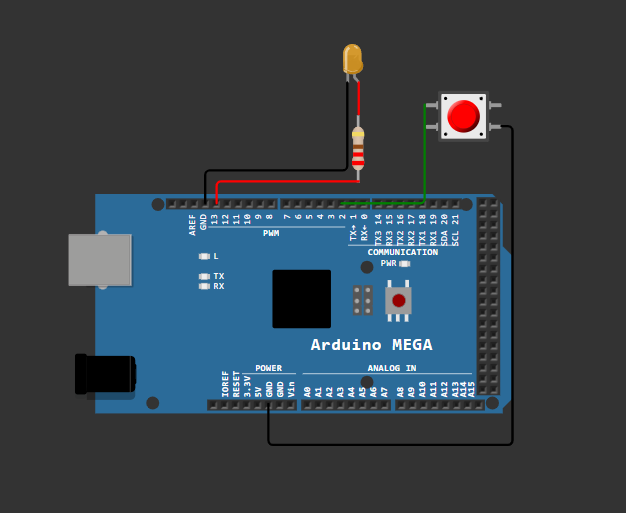 AREF GND 13 12 11 10 9 8 7 6 5 4 3 2 TX→1 RX←0 TX3 14 RX3 15 TX2 16 RX2 17 TX1 18 RX1 19 SDA 20 SCL 21
PWM
COMMUNICATION
L
PWR
TX
RX
Arduino MEGA
POWER
ANALOG IN
IOREF RESET 3.3V 5V GND GND Vin A0 A1 A2 A3 A4 A5 A6 A7 A8 A9 A10 A11 A12 A13 A14 A15